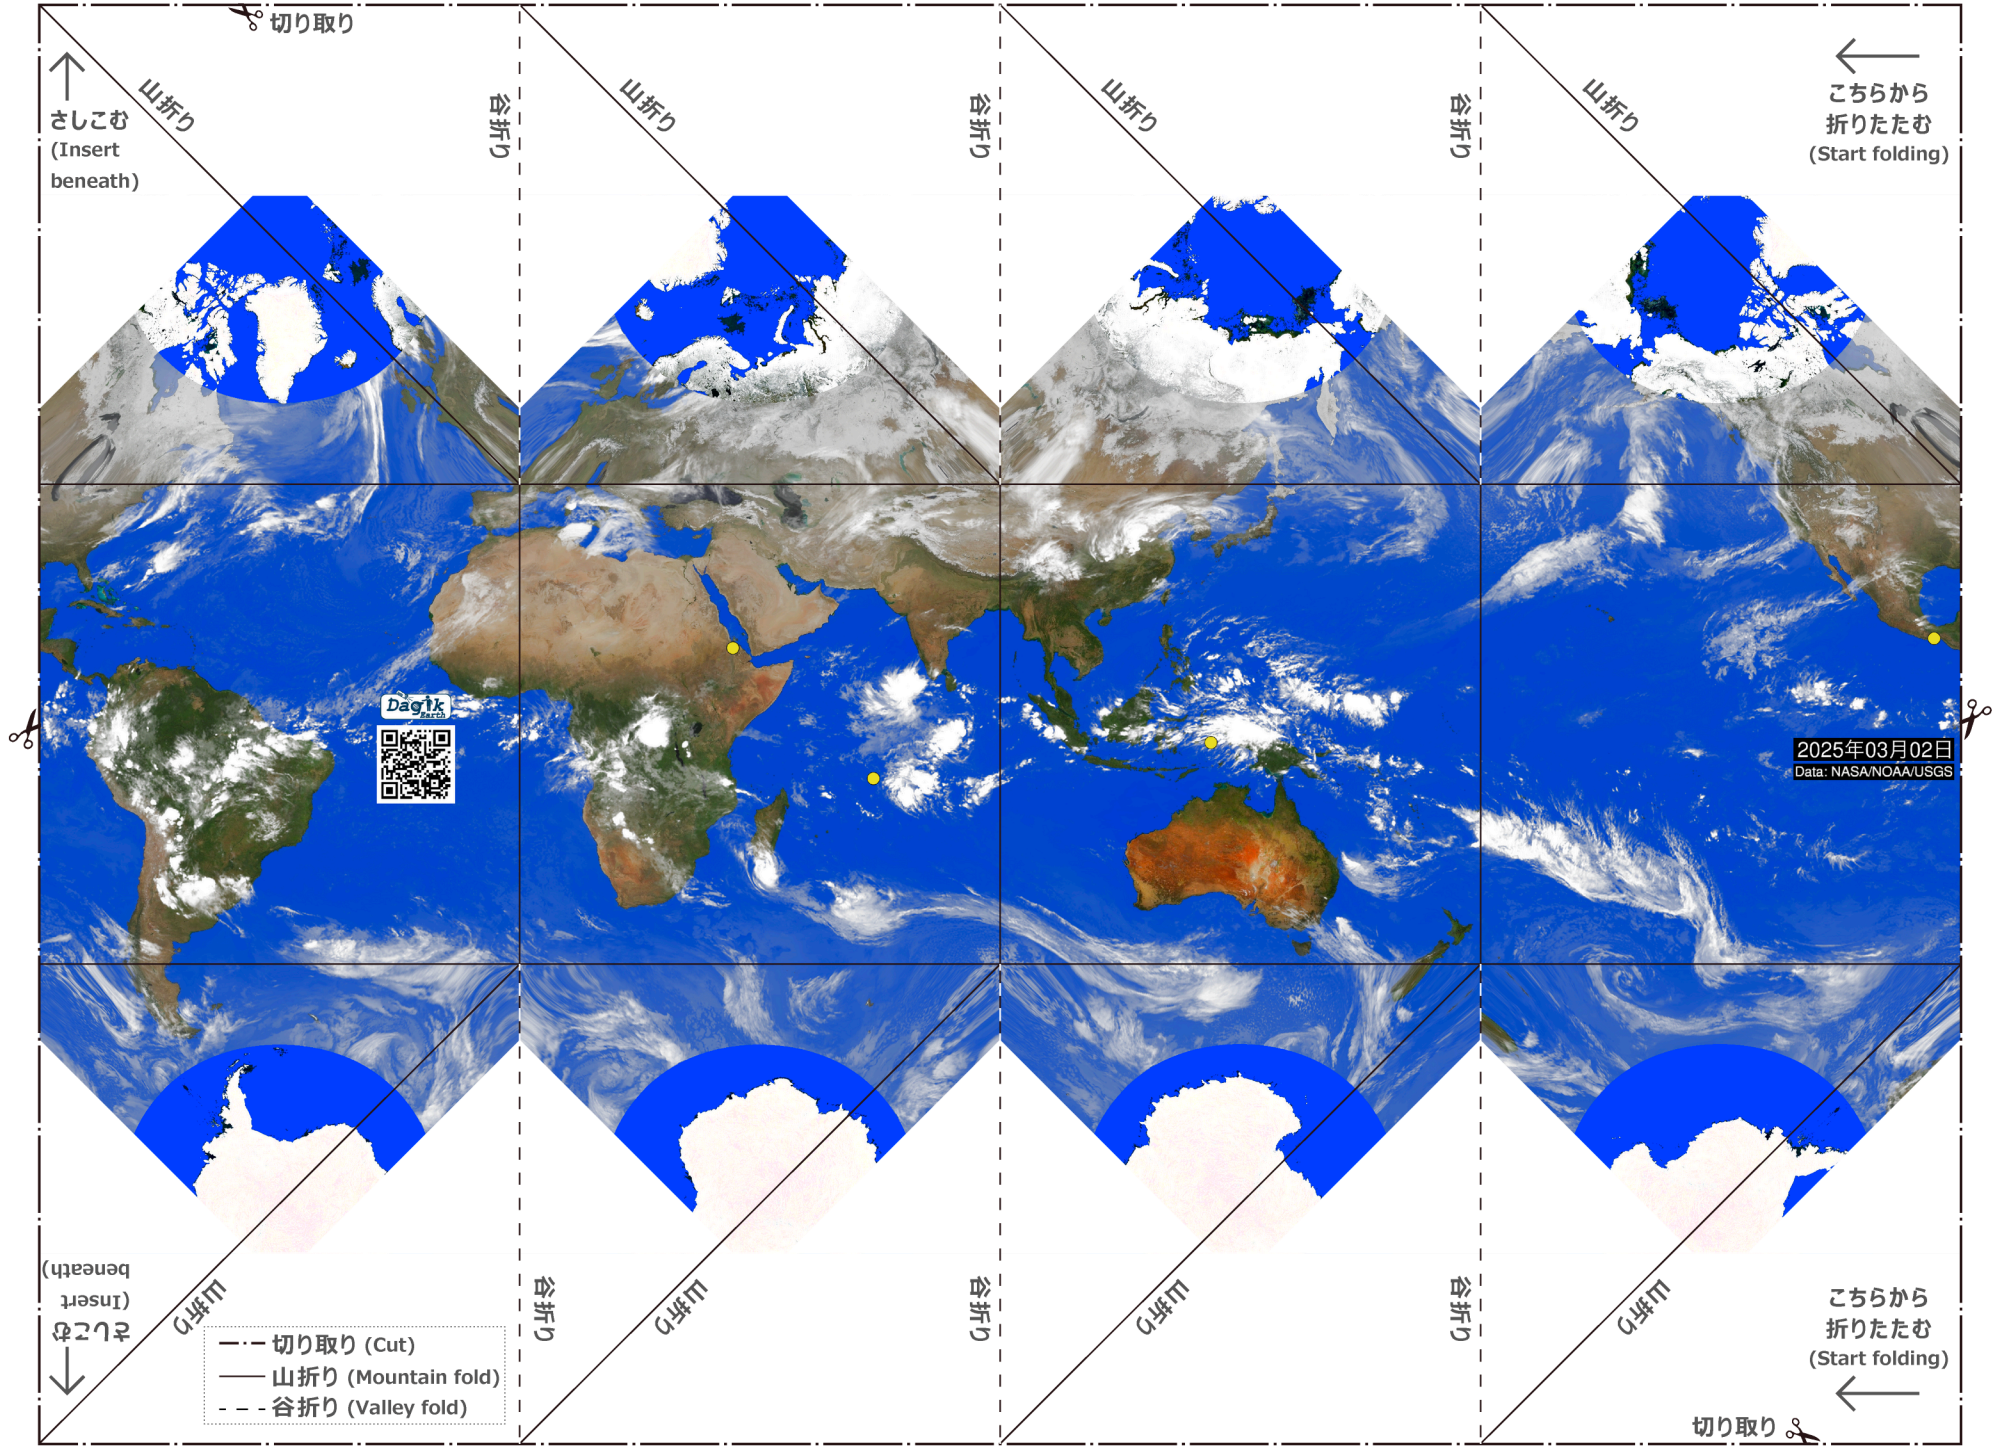 切り取り
さしこむ
(Insert
beneath)
山折り
谷折り
山折り
谷折り
山折り
谷折り
山折り
こちらから
折りたたむ
(Start folding)
Dagik
Earth
2025年03月02日
Data: NASA/NOAA/USGS
さしこむ
(Insert
beneath)
山折り
谷折り
山折り
谷折り
山折り
谷折り
山折り
こちらから
折りたたむ
(Start folding)
切り取り (Cut)
山折り (Mountain fold)
谷折り (Valley fold)
切り取り